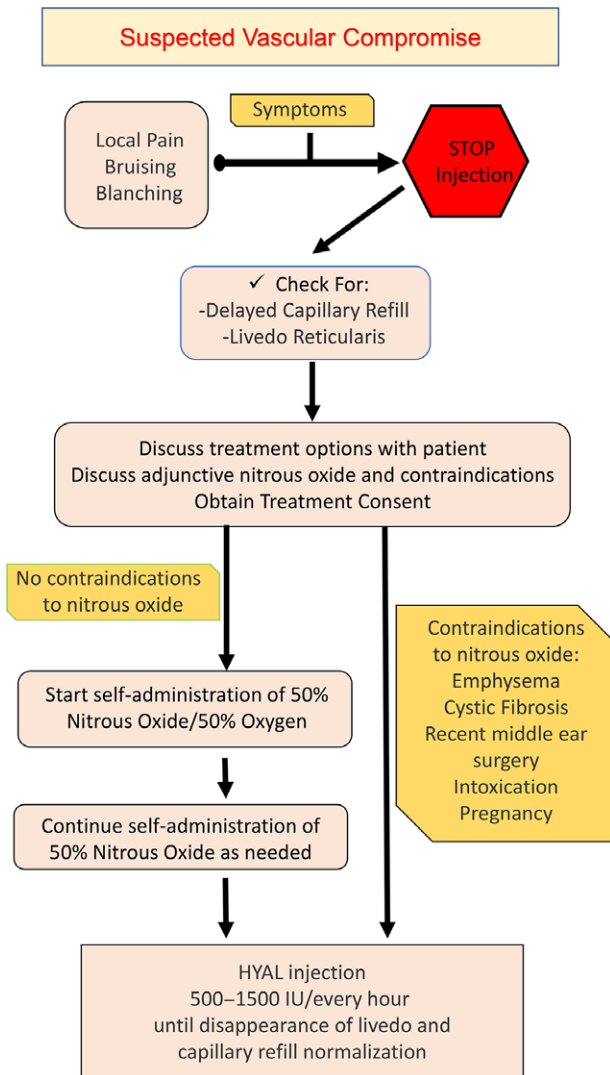 Suspected Vascular Compromise
Symptoms
Local Pain
Bruising
Blanching
STOP
Injection
✓ Check For:
-Delayed Capillary Refill
-Livedo Reticularis
Discuss treatment options with patient
Discuss adjunctive nitrous oxide and contraindications
Obtain Treatment Consent
No contraindications
to nitrous oxide
Start self-administration of 50%
Nitrous Oxide/50% Oxygen
Continue self-administration of
50% Nitrous Oxide as needed
Contraindications
to nitrous oxide:
Emphysema
Cystic Fibrosis
Recent middle ear
surgery
Intoxication
Pregnancy
HYAL injection
500–1500 IU/every hour
until disappearance of livedo and
capillary refill normalization